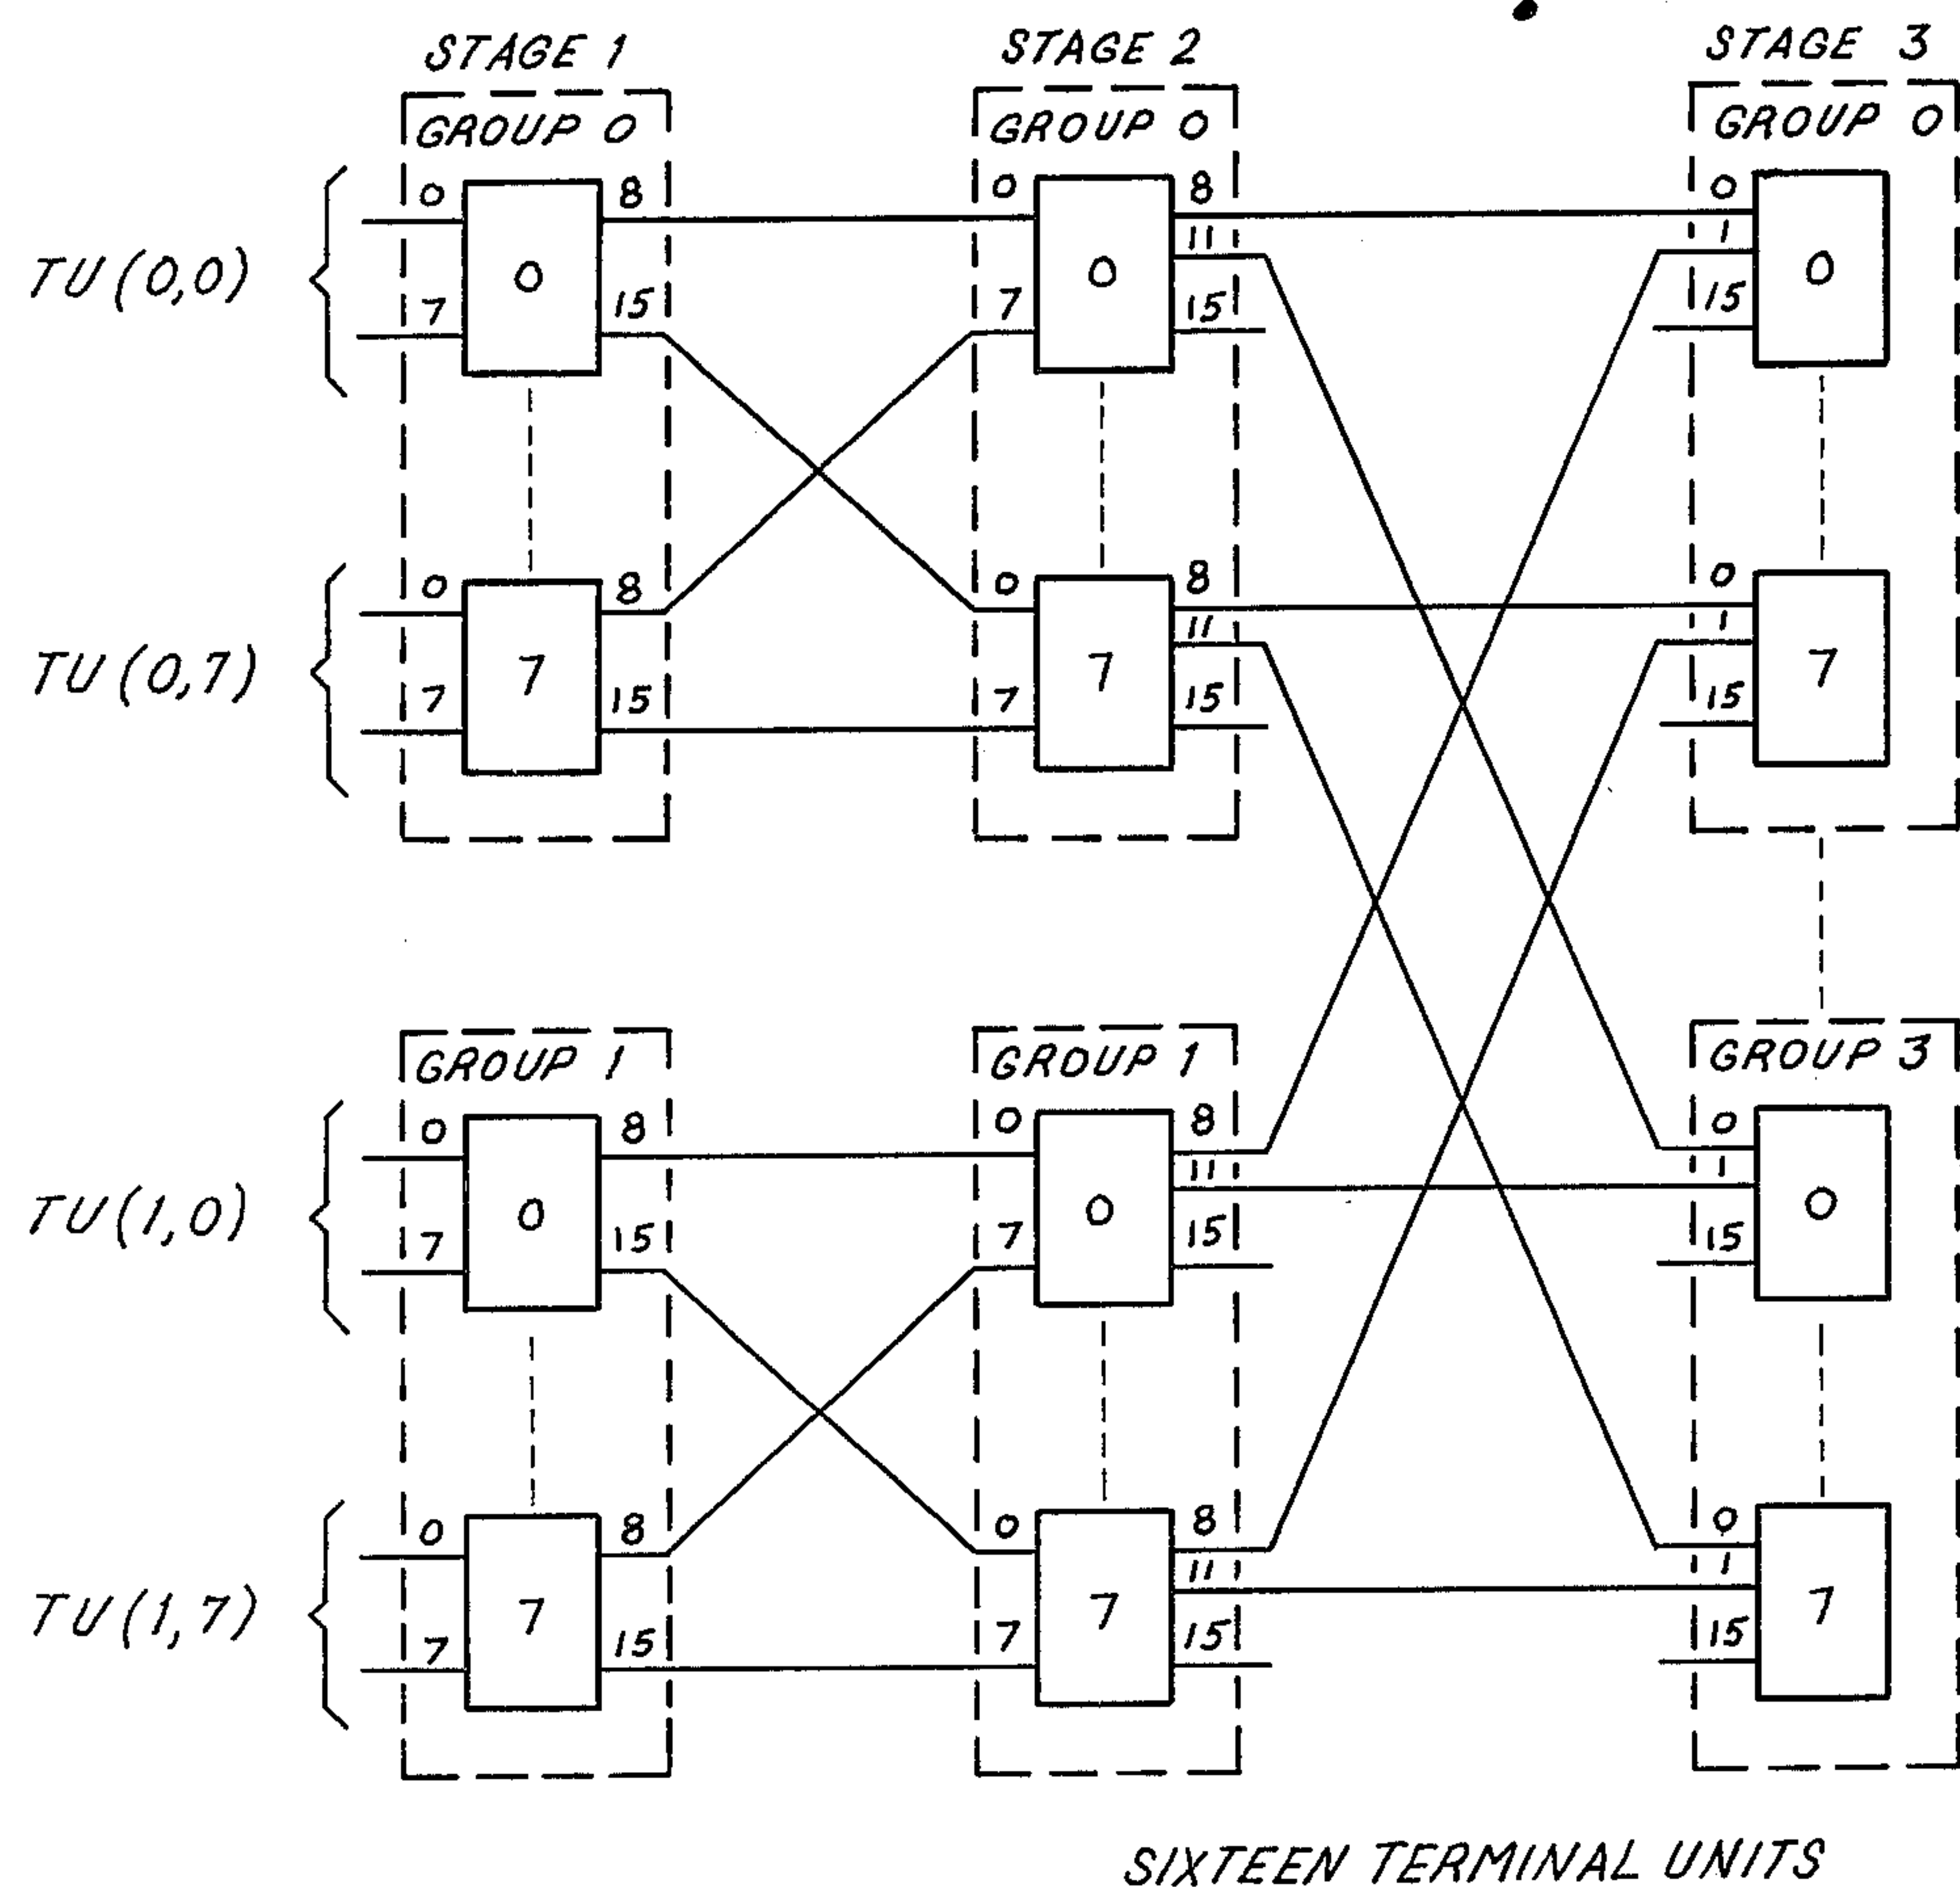 STAGE 1 STAGE 2 STAGE 3
GROUP 0 GROUP 0 GROUP 0
0 8 0 8 0
11 1
TU(0,0) 0 0 0
7 15 7 15 15
0 8 0 8 0
11 1
TU(0,7) 7 7 7
7 15 7 15 15
GROUP 1 GROUP 1 GROUP 3
0 8 0 8 0
11 1
TU(1,0) 0 0 0
7 15 7 15 15
0 8 0 8 0
11 1
TU(1,7) 7 7 7
7 15 7 15 15
SIXTEEN TERMINAL UNITS